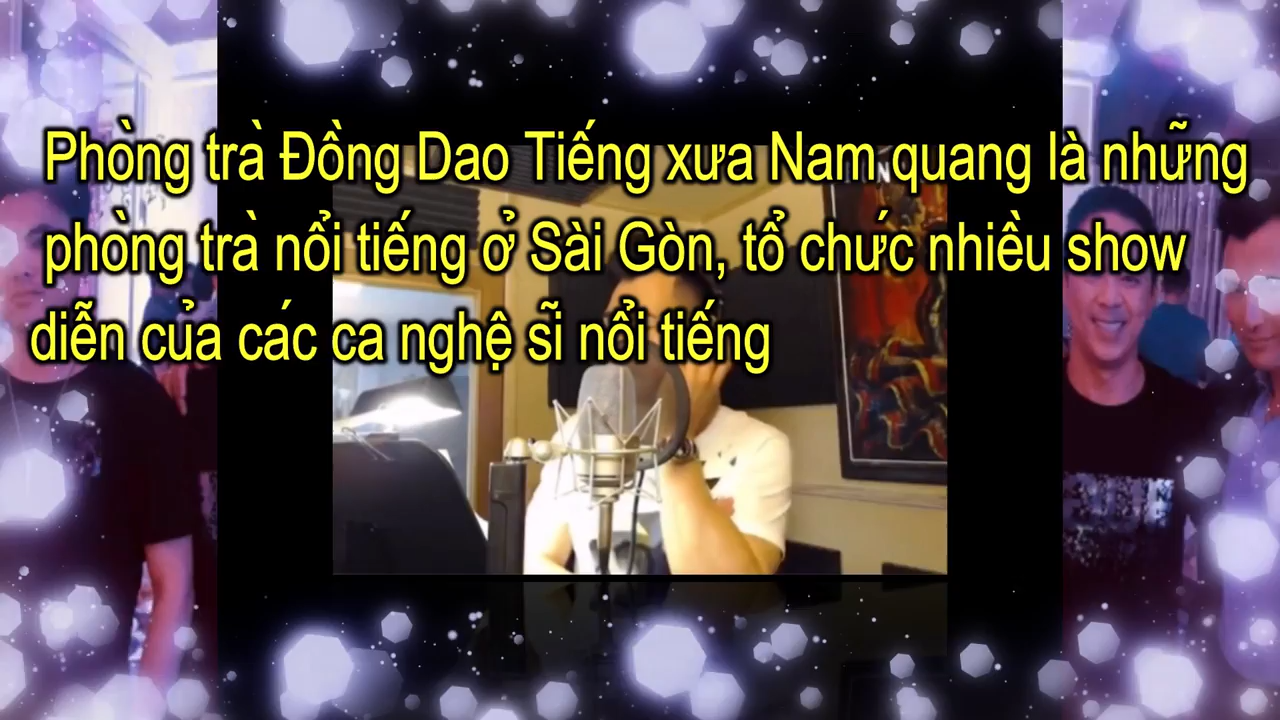 Phòng trà Đồng Dao Tiếng xưa Nam quang là những
phòng trà nổi tiếng ở Sài Gòn, tổ chức nhiều show
diễn của các ca nghệ sĩ nổi tiếng